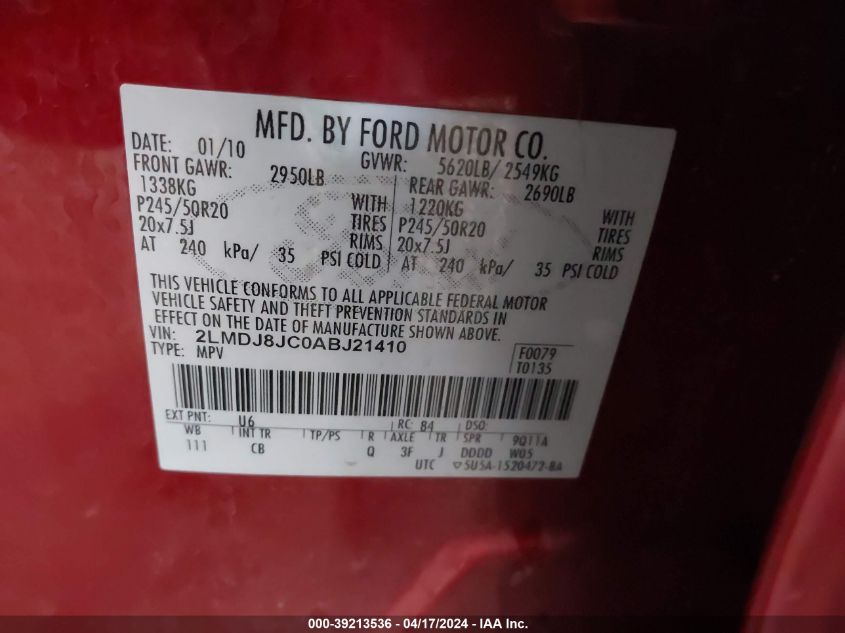 MFD. BY FORD MOTOR CO.
DATE: 01/10 GVWR: 5620LB/ 2549KG
FRONT GAWR: 2950LB REAR GAWR: 2690LB
1338KG WITH 1220KG WITH
P245/50R20 TIRES P245/50R20 TIRES
20x7.5J RIMS 20x7.5J RIMS
AT 240 kPa/ 35 PSI COLD AT 240 kPa/ 35 PSI COLD
THIS VEHICLE CONFORMS TO ALL APPLICABLE FEDERAL MOTOR
VEHICLE SAFETY AND THEFT PREVENTION STANDARDS IN
EFFECT ON THE DATE OF MANUFACTURE SHOWN ABOVE.
VIN: 2LMDJ8JC0ABJ21410
TYPE: MPV F0079
T0135
EXT PNT: U6 RC: 84 DSO:
WB INT TR TP/PS R AXLE TR SPR 9Q11A
111 CB Q 3F J DDDD W05
UTC ▽5U5A-1520472-BA
000-39213536 - 04/17/2024 - IAA Inc.